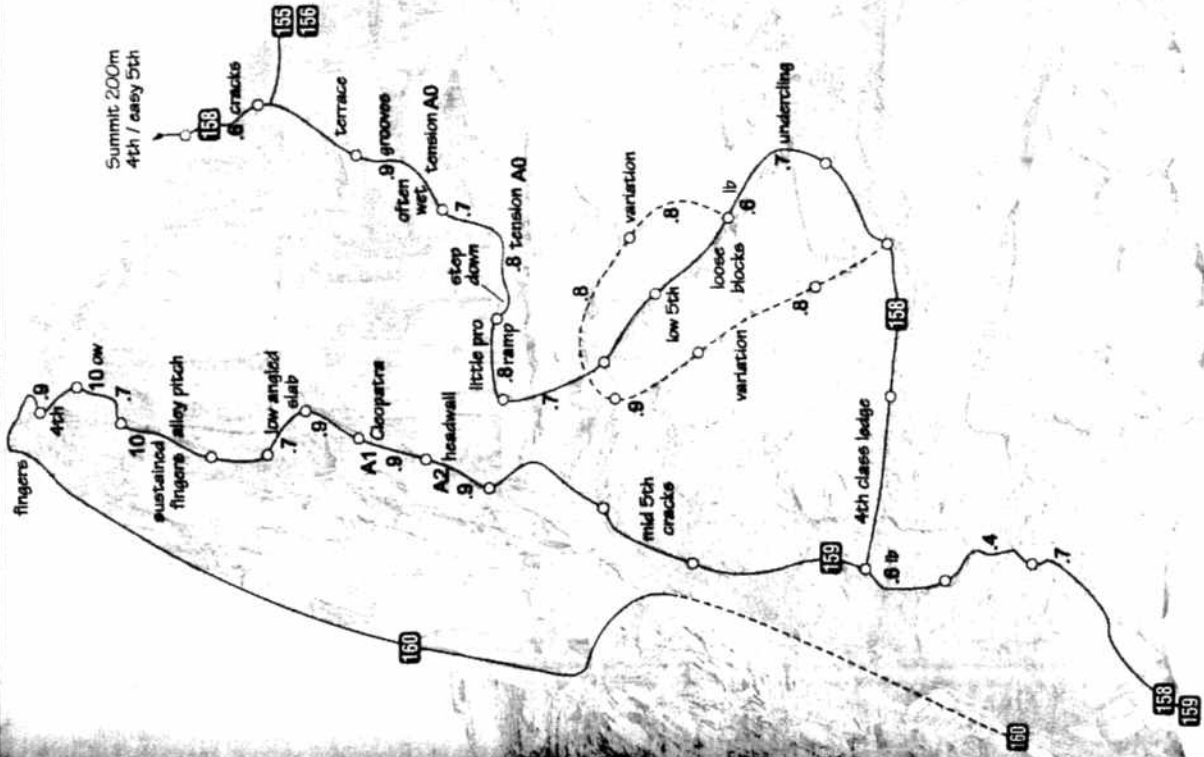 Summit 200m
4th / easy 5th
158
.6
cracks
155
156
terrace
.9
grooves
often
wet
tension A0
.7
step
down
.8 tension A0
little pro
.8
ramp
.7
variation
.8
.8
low 5th
loose
blocks
.6
lb
.7
undercling
.9
variation
.8
158
4th class ledge
fingers
.9
4th
10 ow
.7
10
sustained
fingers
alley pitch
low angled
slab
.7
.9
A1
Cleopatra
.9
A2
headwall
.9
mid 5th
cracks
159
.6 lb
.4
.7
160
160
158
159